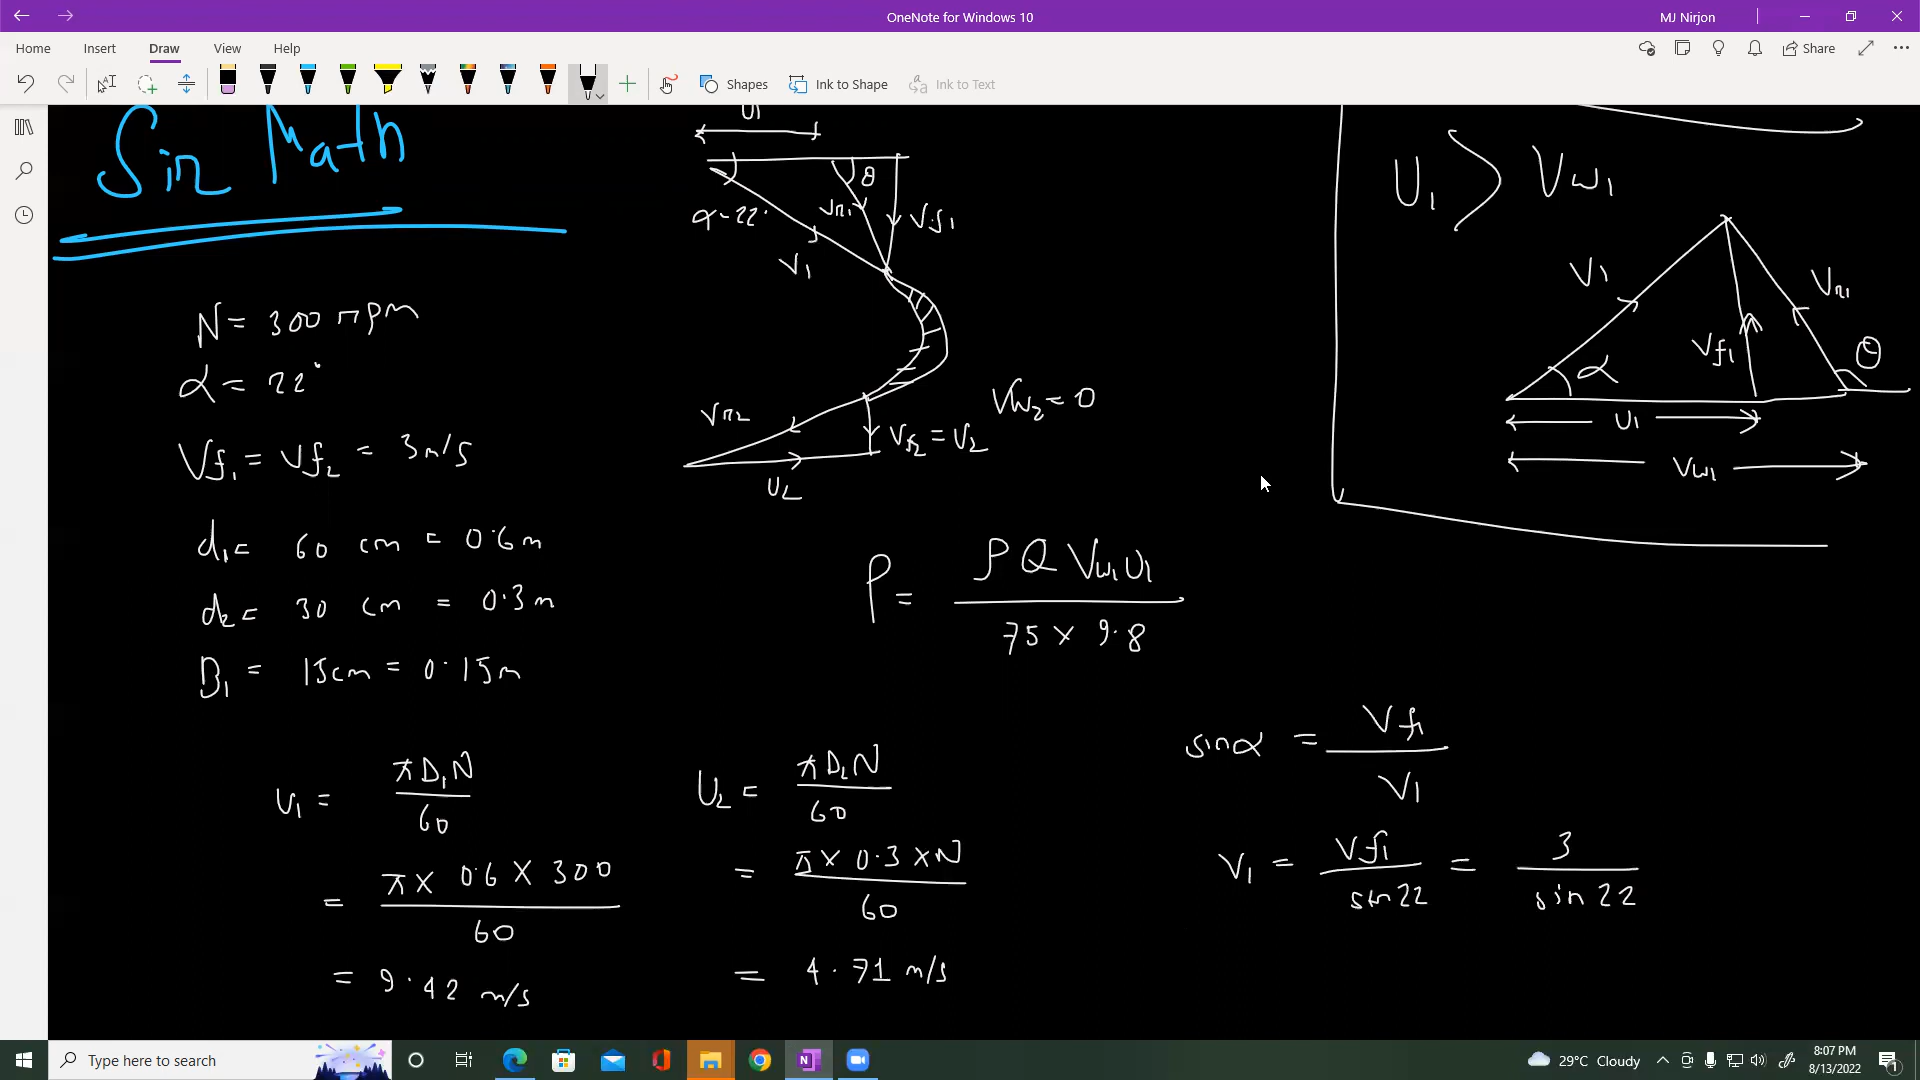 OneNote for Windows 10
MJ Nirjon
Home Insert Draw View Help
Share
Shapes
Ink to Shape
Ink to Text
Sir Math
N = 300 rpm
α = 22°
Vf1 = Vf2 = 3 m/s
d1 = 60 cm = 0.6 m
d2 = 30 cm = 0.3 m
B1 = 15cm = 0.15m
U1 = πD1N / 60
= π × 0.6 × 300 / 60
= 9.42 m/s
U1
α = 22°
θ
Vr1
Vf1
V1
Vr2
Vf2 = V2
Vw2 = 0
U2
P = ρ Q Vw1 U1 / 75 × 9.8
U2 = πD2N / 60
= π × 0.3 × N / 60
= 4.71 m/s
U1 > Vw1
V1
Vr1
Vf1
α
θ
U1
Vw1
sinα = Vf1 / V1
V1 = Vf1 / sin22 = 3 / sin 22
Type here to search
29°C Cloudy
8:07 PM
8/13/2022
1